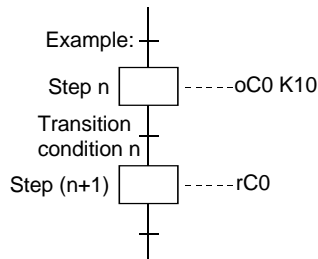 Example:
Step n
oC0 K10
Transition
condition n
Step (n+1)
rC0